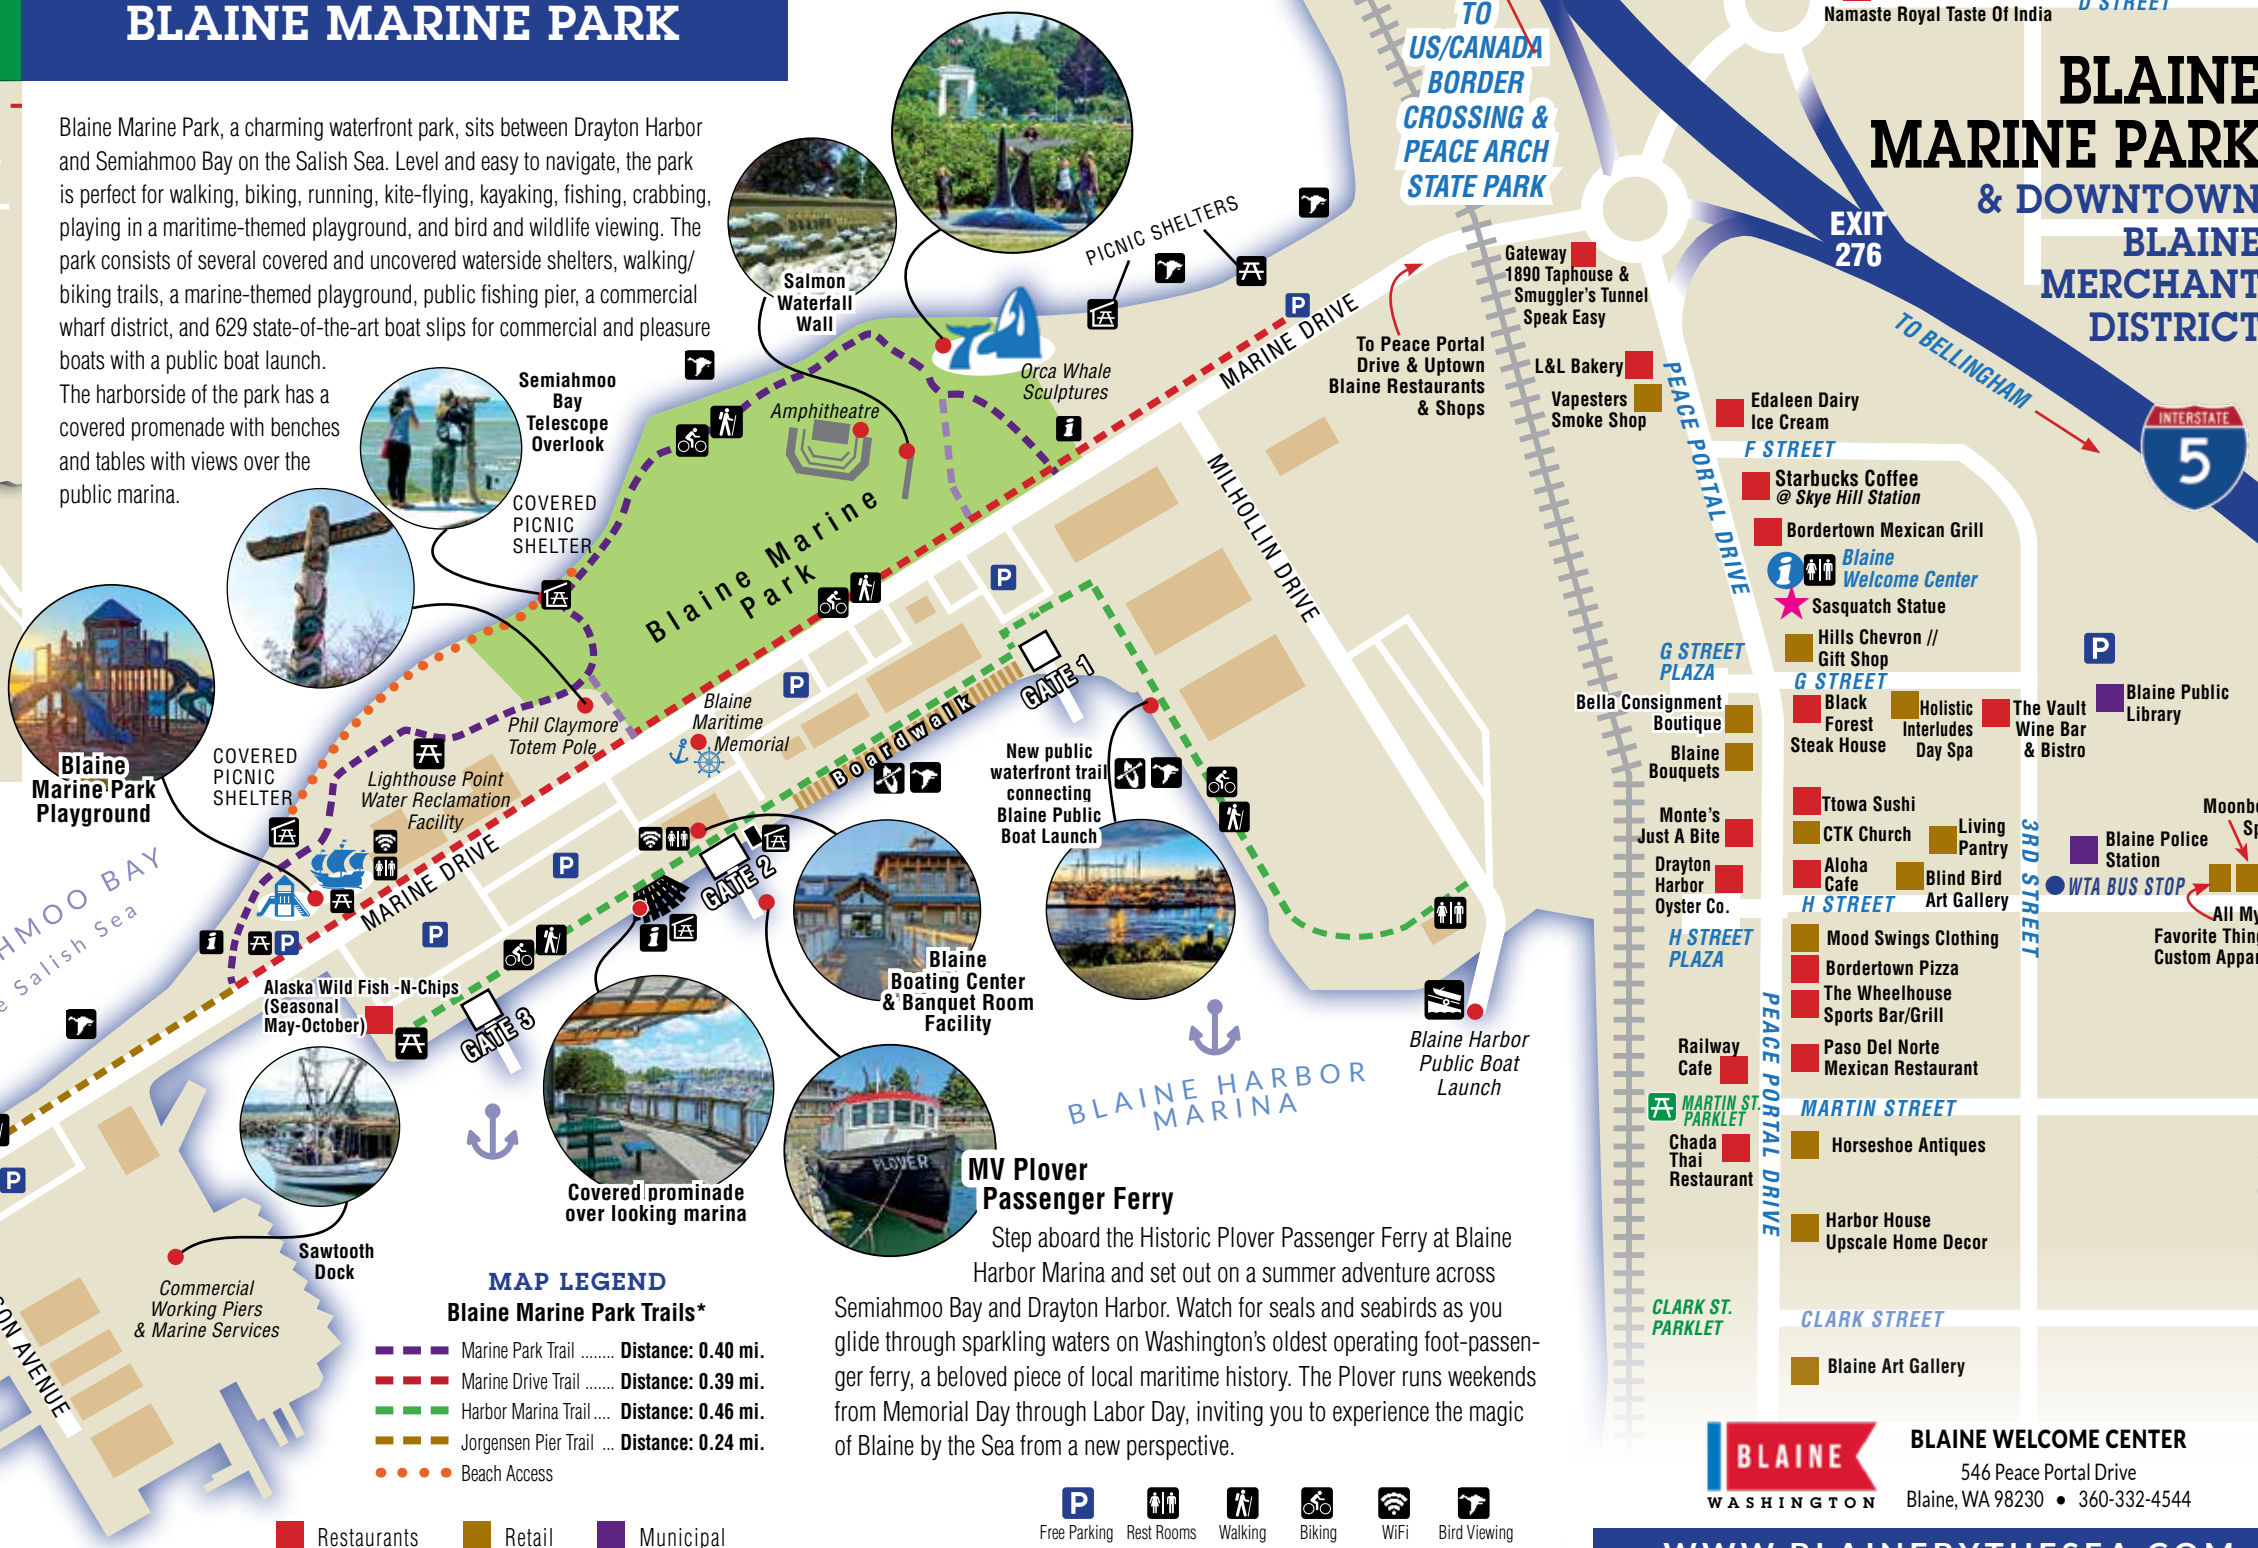 BLAINE MARINE PARK
Blaine Marine Park, a charming waterfront park, sits between Drayton Harbor
and Semiahmoo Bay on the Salish Sea. Level and easy to navigate, the park
is perfect for walking, biking, running, kite-flying, kayaking, fishing, crabbing,
playing in a maritime-themed playground, and bird and wildlife viewing. The
park consists of several covered and uncovered waterside shelters, walking/
biking trails, a marine-themed playground, public fishing pier, a commercial
wharf district, and 629 state-of-the-art boat slips for commercial and pleasure
boats with a public boat launch.
The harborside of the park has a
covered promenade with benches
and tables with views over the
public marina.
Salmon
Waterfall
Wall
PICNIC SHELTERS
Semiahmoo
Bay
Telescope
Overlook
COVERED
PICNIC
SHELTER
Amphitheatre
Orca Whale
Sculptures
Blaine Marine
Park
MARINE DRIVE
P
To Peace Portal
Drive & Uptown
Blaine Restaurants
& Shops
MILHOLLIN DRIVE
P
P
Phil Claymore
Totem Pole
Blaine
Maritime
Memorial
Boardwalk
GATE 1
New public
waterfront trail
connecting
Blaine Public
Boat Launch
Blaine
Marine Park
Playground
COVERED
PICNIC
SHELTER
Lighthouse Point
Water Reclamation
Facility
MARINE DRIVE
P
P
P
GATE 2
HMOO BAY
e Salish Sea
Alaska Wild Fish -N-Chips
(Seasonal
May-October)
GATE 3
Blaine
Boating Center
& Banquet Room
Facility
BLAINE HARBOR
MARINA
Blaine Harbor
Public Boat
Launch
P
Sawtooth
Dock
Commercial
Working Piers
& Marine Services
SON AVENUE
Covered prominade
over looking marina
PLOVER
MV Plover
Passenger Ferry
Step aboard the Historic Plover Passenger Ferry at Blaine
Harbor Marina and set out on a summer adventure across
Semiahmoo Bay and Drayton Harbor. Watch for seals and seabirds as you
glide through sparkling waters on Washington's oldest operating foot-passen-
ger ferry, a beloved piece of local maritime history. The Plover runs weekends
from Memorial Day through Labor Day, inviting you to experience the magic
of Blaine by the Sea from a new perspective.
MAP LEGEND
Blaine Marine Park Trails*
Marine Park Trail ........ Distance: 0.40 mi.
Marine Drive Trail ....... Distance: 0.39 mi.
Harbor Marina Trail.... Distance: 0.46 mi.
Jorgensen Pier Trail ... Distance: 0.24 mi.
Beach Access
Restaurants
Retail
Municipal
P
Free Parking
Rest Rooms
Walking
Biking
WiFi
Bird Viewing
TO
US/CANADA
BORDER
CROSSING &
PEACE ARCH
STATE PARK
Namaste Royal Taste Of India
D STREET
BLAINE
MARINE PARK
& DOWNTOWN
BLAINE
MERCHANT
DISTRICT
EXIT
276
TO BELLINGHAM
INTERSTATE
5
Gateway
1890 Taphouse &
Smuggler's Tunnel
Speak Easy
L&L Bakery
Vapesters
Smoke Shop
PEACE PORTAL DRIVE
Edaleen Dairy
Ice Cream
F STREET
Starbucks Coffee
@ Skye Hill Station
Bordertown Mexican Grill
Blaine
Welcome Center
Sasquatch Statue
Hills Chevron //
Gift Shop
G STREET
PLAZA
G STREET
P
Bella Consignment
Boutique
Blaine
Bouquets
Black
Forest
Steak House
Holistic
Interludes
Day Spa
The Vault
Wine Bar
& Bistro
Blaine Public
Library
Monte's
Just A Bite
Drayton
Harbor
Oyster Co.
Ttowa Sushi
CTK Church
Living
Pantry
Aloha
Cafe
Blind Bird
Art Gallery
3RD STREET
Blaine Police
Station
WTA BUS STOP
Moonbe
Sp
All My
Favorite Thing
Custom Appar
H STREET
H STREET
PLAZA
Mood Swings Clothing
Bordertown Pizza
The Wheelhouse
Sports Bar/Grill
Paso Del Norte
Mexican Restaurant
Railway
Cafe
MARTIN ST.
PARKLET
PEACE PORTAL DRIVE
MARTIN STREET
Chada
Thai
Restaurant
Horseshoe Antiques
Harbor House
Upscale Home Decor
CLARK ST.
PARKLET
CLARK STREET
Blaine Art Gallery
BLAINE
WASHINGTON
BLAINE WELCOME CENTER
546 Peace Portal Drive
Blaine, WA 98230 • 360-332-4544
WWW.BLAINEBYTHESEA.COM